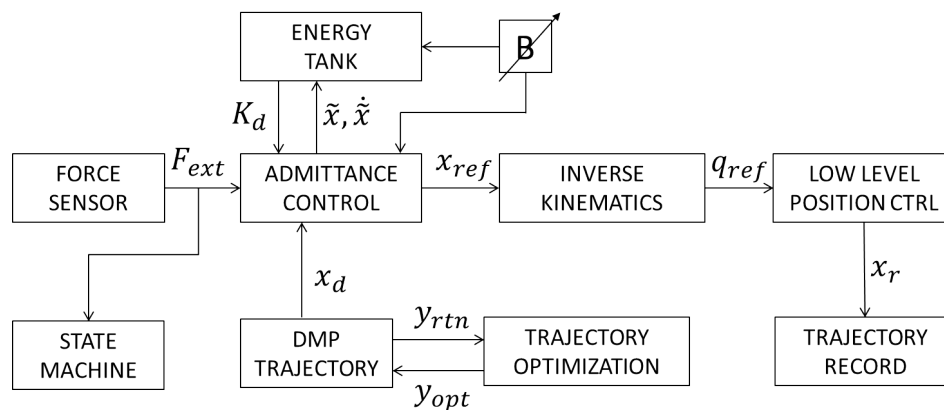 ENERGY
TANK
B
K_d
x̃, ẋ̃
FORCE
SENSOR
F_ext
ADMITTANCE
CONTROL
x_ref
INVERSE
KINEMATICS
q_ref
LOW LEVEL
POSITION CTRL
x_d
x_r
STATE
MACHINE
DMP
TRAJECTORY
y_rtn
y_opt
TRAJECTORY
OPTIMIZATION
TRAJECTORY
RECORD